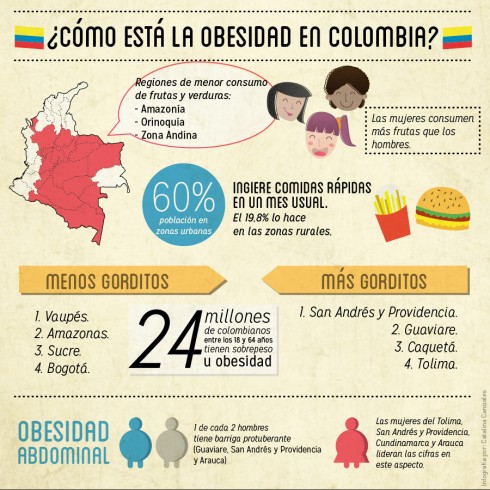 ¿CÓMO ESTÁ LA OBESIDAD EN COLOMBIA?
Regiones de menor consumo
de frutas y verduras:
- Amazonía
- Orinoquía
- Zona Andina
Las mujeres consumen
más frutas que los
hombres.
60%
población en
zonas urbanas
INGIERE COMIDAS RÁPIDAS
EN UN MES USUAL.
El 19,8% lo hace
en las zonas rurales.
MENOS GORDITOS
1. Vaupés.
2. Amazonas.
3. Sucre.
4. Bogotá.
24 millones
de colombianos
entre los 18 y 64 años
tienen sobrepeso
u obesidad
MÁS GORDITOS
1. San Andrés y Providencia.
2. Guaviare.
3. Caquetá.
4. Tolima.
OBESIDAD
ABDOMINAL
1 de cada 2 hombres
tiene barriga protuberante
(Guaviare, San Andrés y Providencia
y Arauca)
Las mujeres del Tolima,
San Andrés y Providencia,
Cundinamarca y Arauca
lideran las cifras en
este aspecto.
Infografía por: Catalina Canizales